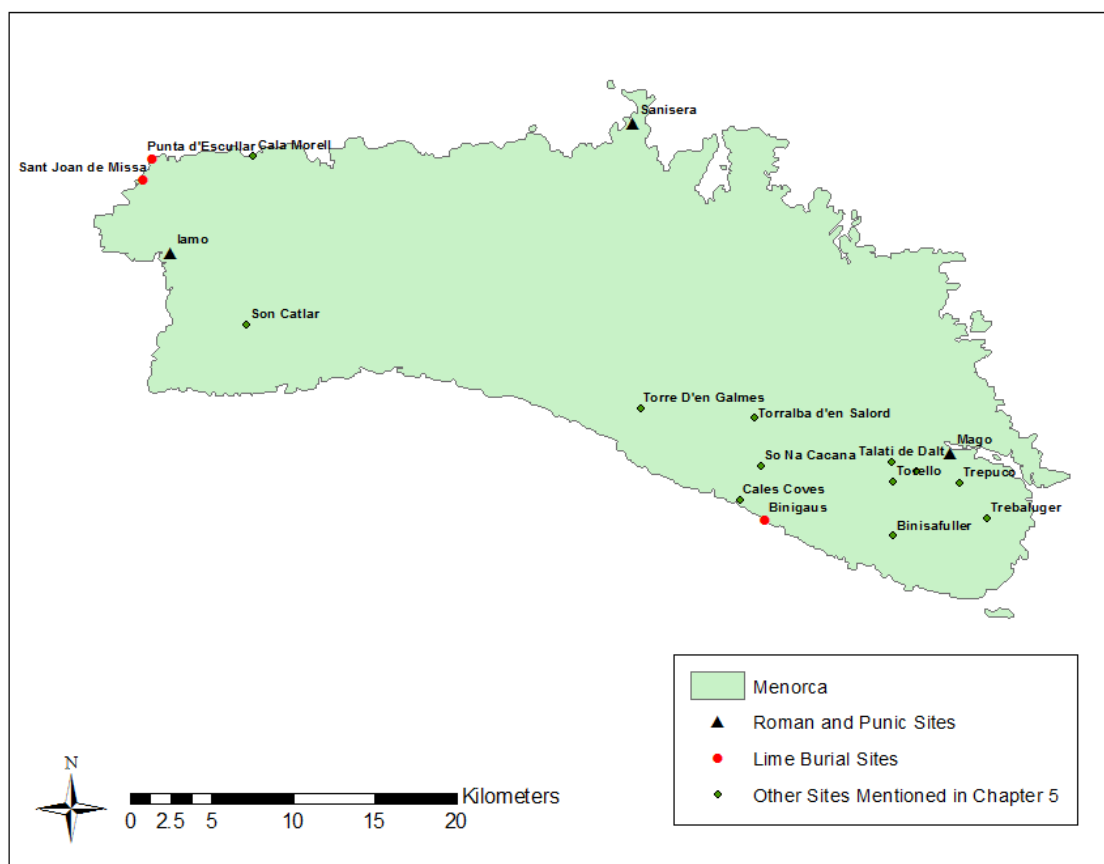 Sanisera
Punta d'Escullar
Cala Morell
Sant Joan de Missa
Iamo
Son Catlar
Torre D'en Galmes
Torralba d'en Salord
Mago
Talati de Dalt
So Na Cacana
Torello
Trepuco
Cales Coves
Binigaus
Trebaluger
Binisafuller
Menorca
Roman and Punic Sites
Lime Burial Sites
Other Sites Mentioned in Chapter 5
N
Kilometers
0 2.5 5 10 15 20